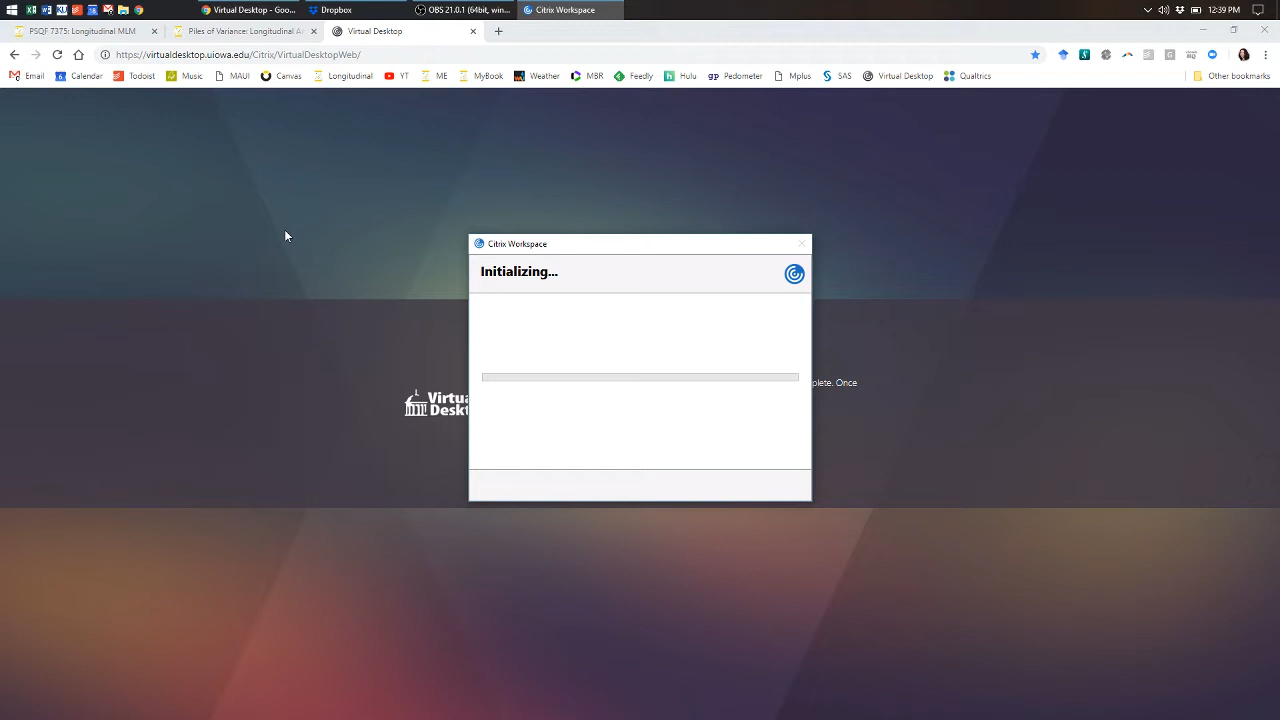 Virtual Desktop - Goo...
Dropbox
OBS 21.0.1 (64bit, win...
Citrix Workspace
12:39 PM
PSQF 7375: Longitudinal MLM
Piles of Variance: Longitudinal An
Virtual Desktop
https://virtualdesktop.uiowa.edu/Citrix/VirtualDesktopWeb/
Email
Calendar
Todoist
Music
MAUI
Canvas
Longitudinal
YT
ME
MyBook
Weather
MBR
Feedly
Hulu
Pedometer
Mplus
SAS
Virtual Desktop
Qualtrics
Other bookmarks
Citrix Workspace
Initializing...
plete. Once
Virtua
Deskt